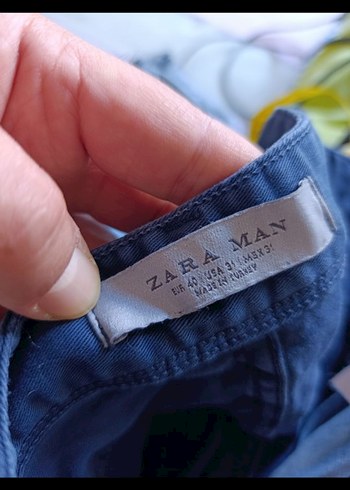 ZARA MAN
EUR 40 | USA 31 | MEX 31
MADE IN TURKEY